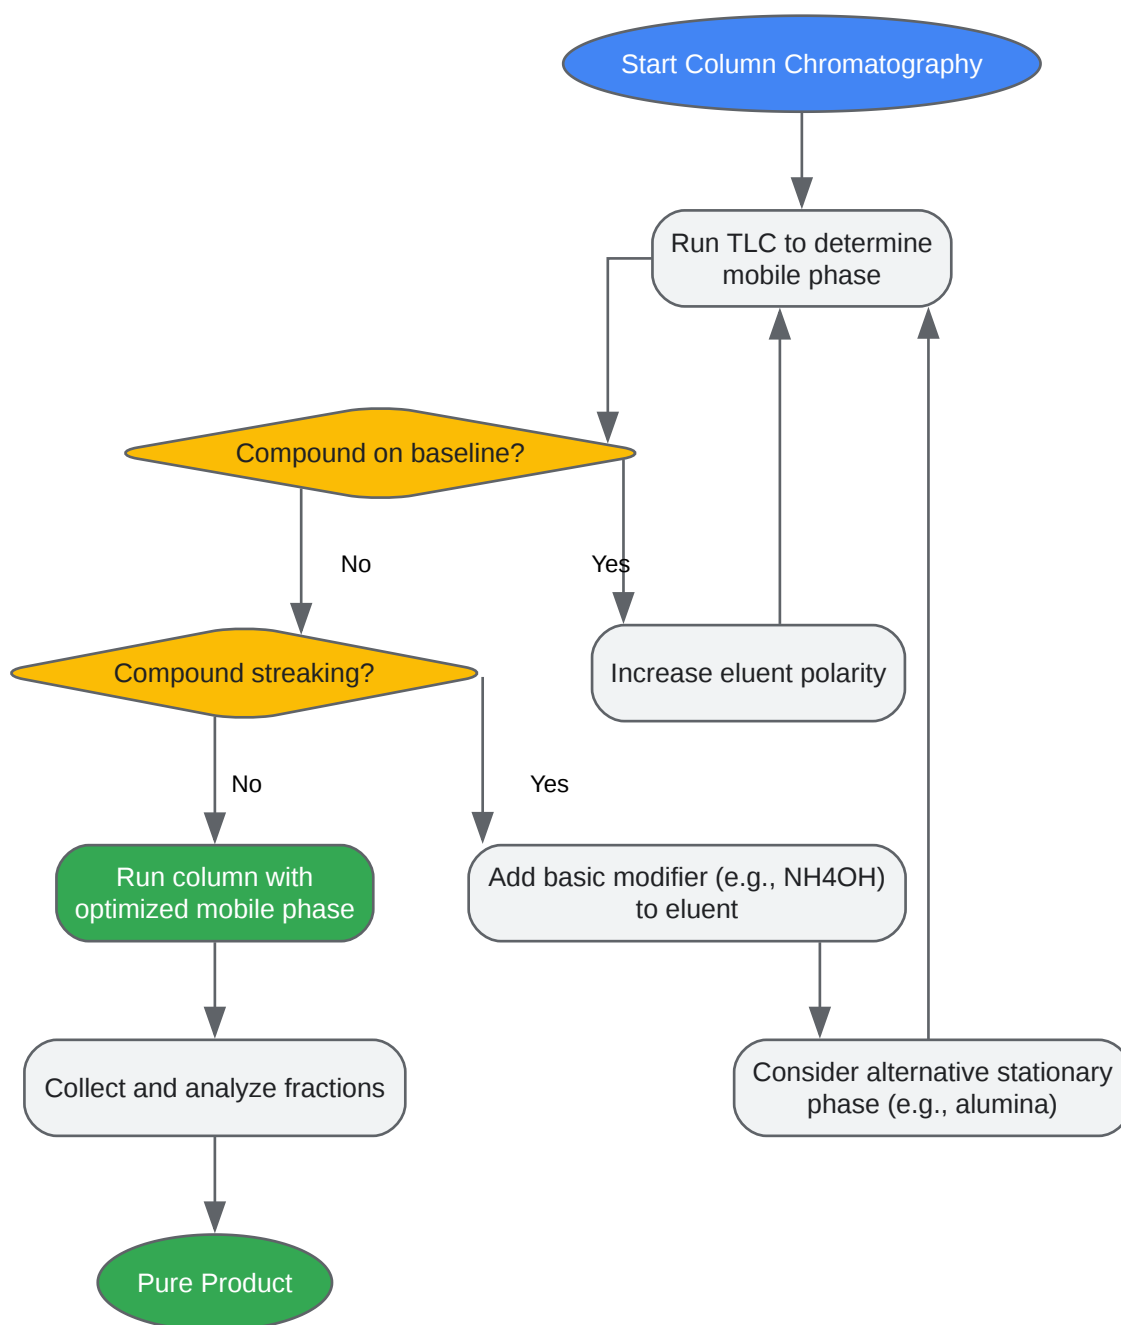 Start Column Chromatography
Run TLC to determine
mobile phase
Compound on baseline?
No
Yes
Compound streaking?
Increase eluent polarity
No
Yes
Run column with
optimized mobile phase
Add basic modifier (e.g., NH4OH)
to eluent
Collect and analyze fractions
Consider alternative stationary
phase (e.g., alumina)
Pure Product